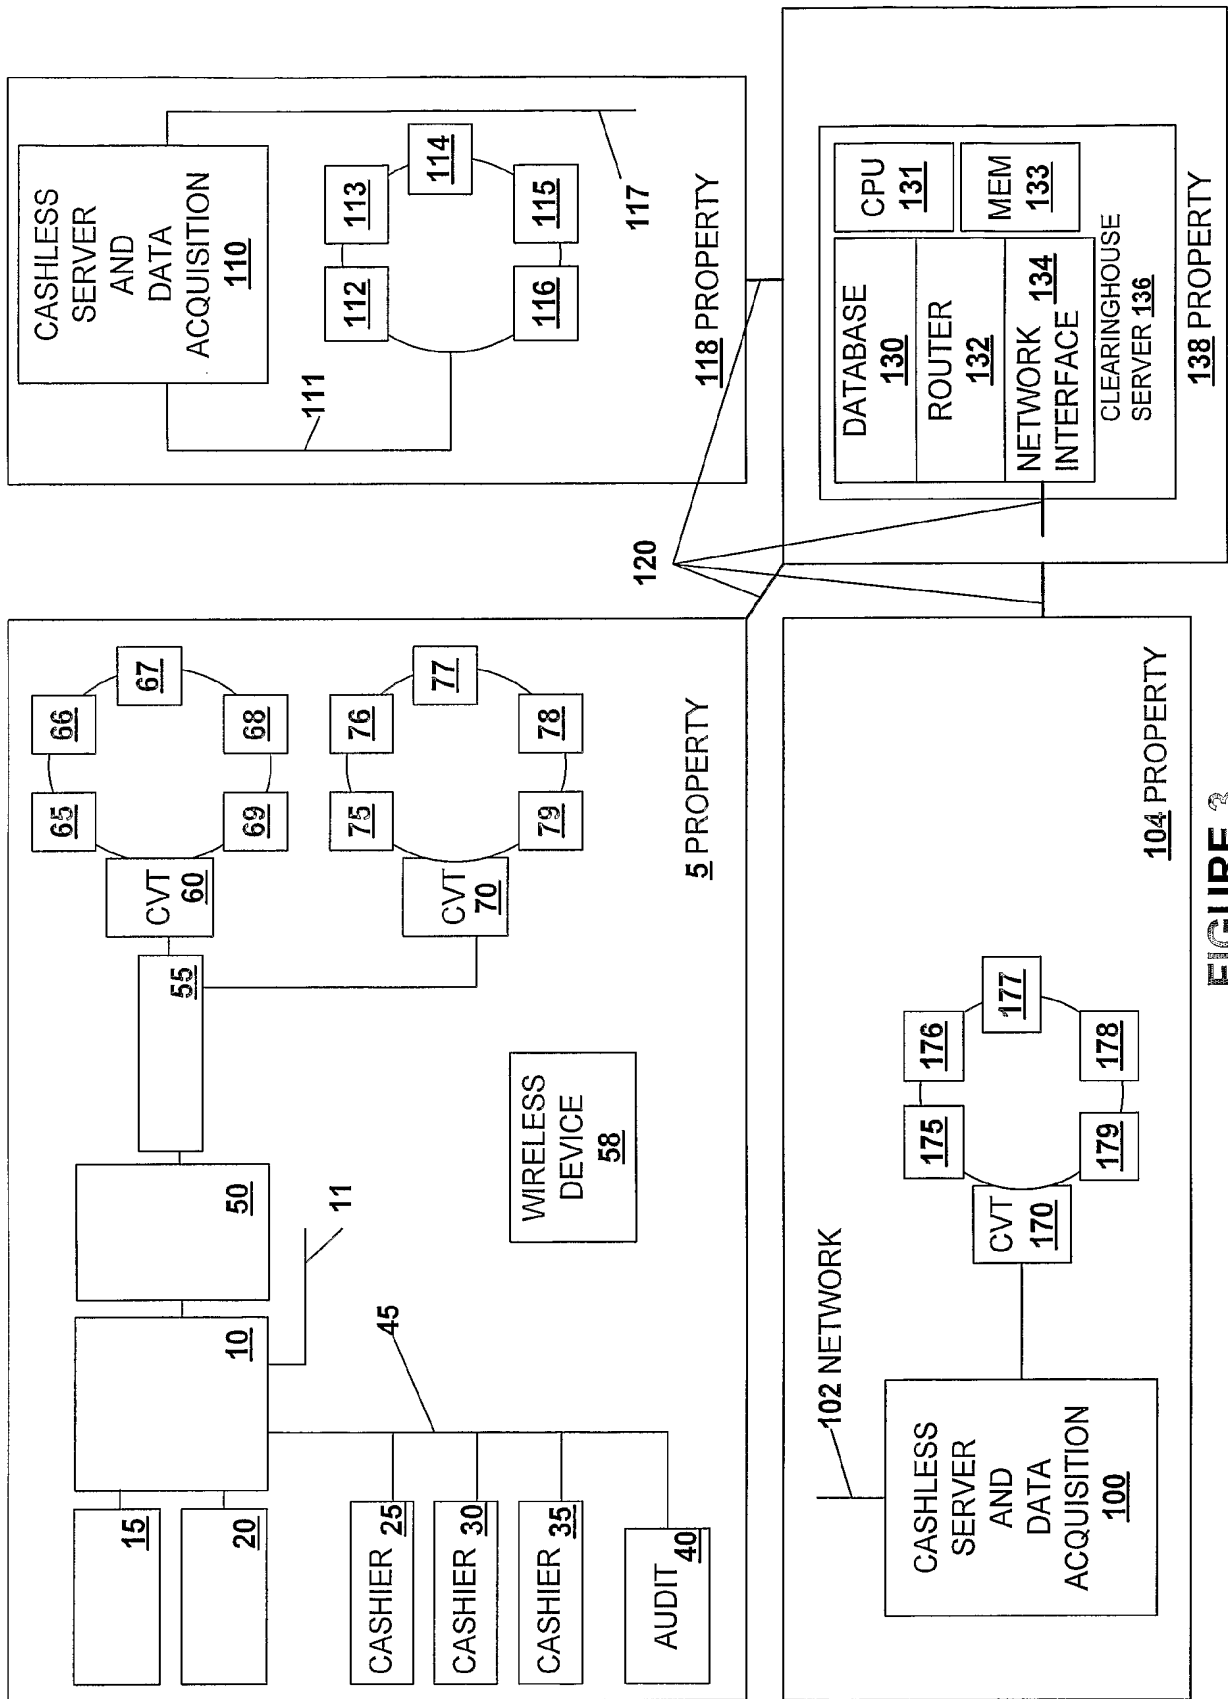 15
20
10
50
55
11
45
CASHIER 25
CASHIER 30
CASHIER 35
AUDIT 40
WIRELESS
DEVICE
58
CVT
60
65
66
67
68
69
CVT
70
75
76
77
78
79
5 PROPERTY
CASHLESS
SERVER
AND
DATA
ACQUISITION
110
111
112
113
114
115
116
117
118 PROPERTY
120
102 NETWORK
CASHLESS
SERVER
AND
DATA
ACQUISITION
100
CVT
170
175
176
177
178
179
104 PROPERTY
DATABASE
130
ROUTER
132
NETWORK
INTERFACE
134
CPU
131
MEM
133
CLEARINGHOUSE
SERVER 136
138 PROPERTY
FIGURE 3